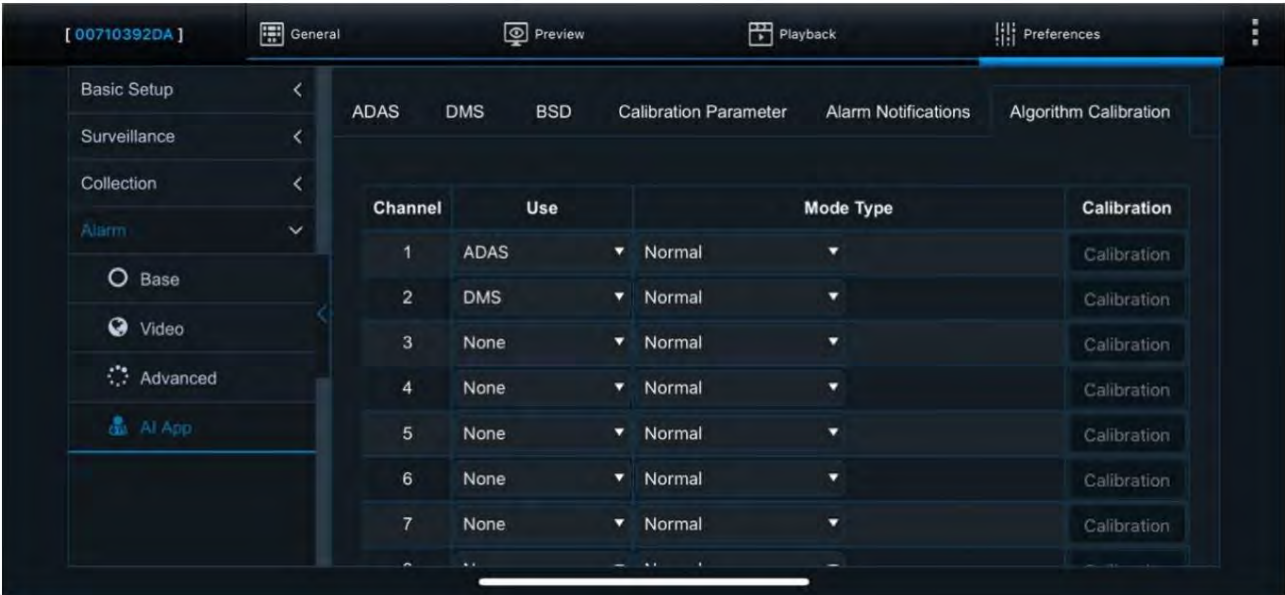 [ 00710392DA ] General Preview Playback Preferences
Basic Setup
Surveillance
Collection
Alarm
Base
Video
Advanced
AI App
ADAS DMS BSD Calibration Parameter Alarm Notifications Algorithm Calibration
Channel Use Mode Type Calibration
1 ADAS Normal Calibration
2 DMS Normal Calibration
3 None Normal Calibration
4 None Normal Calibration
5 None Normal Calibration
6 None Normal Calibration
7 None Normal Calibration